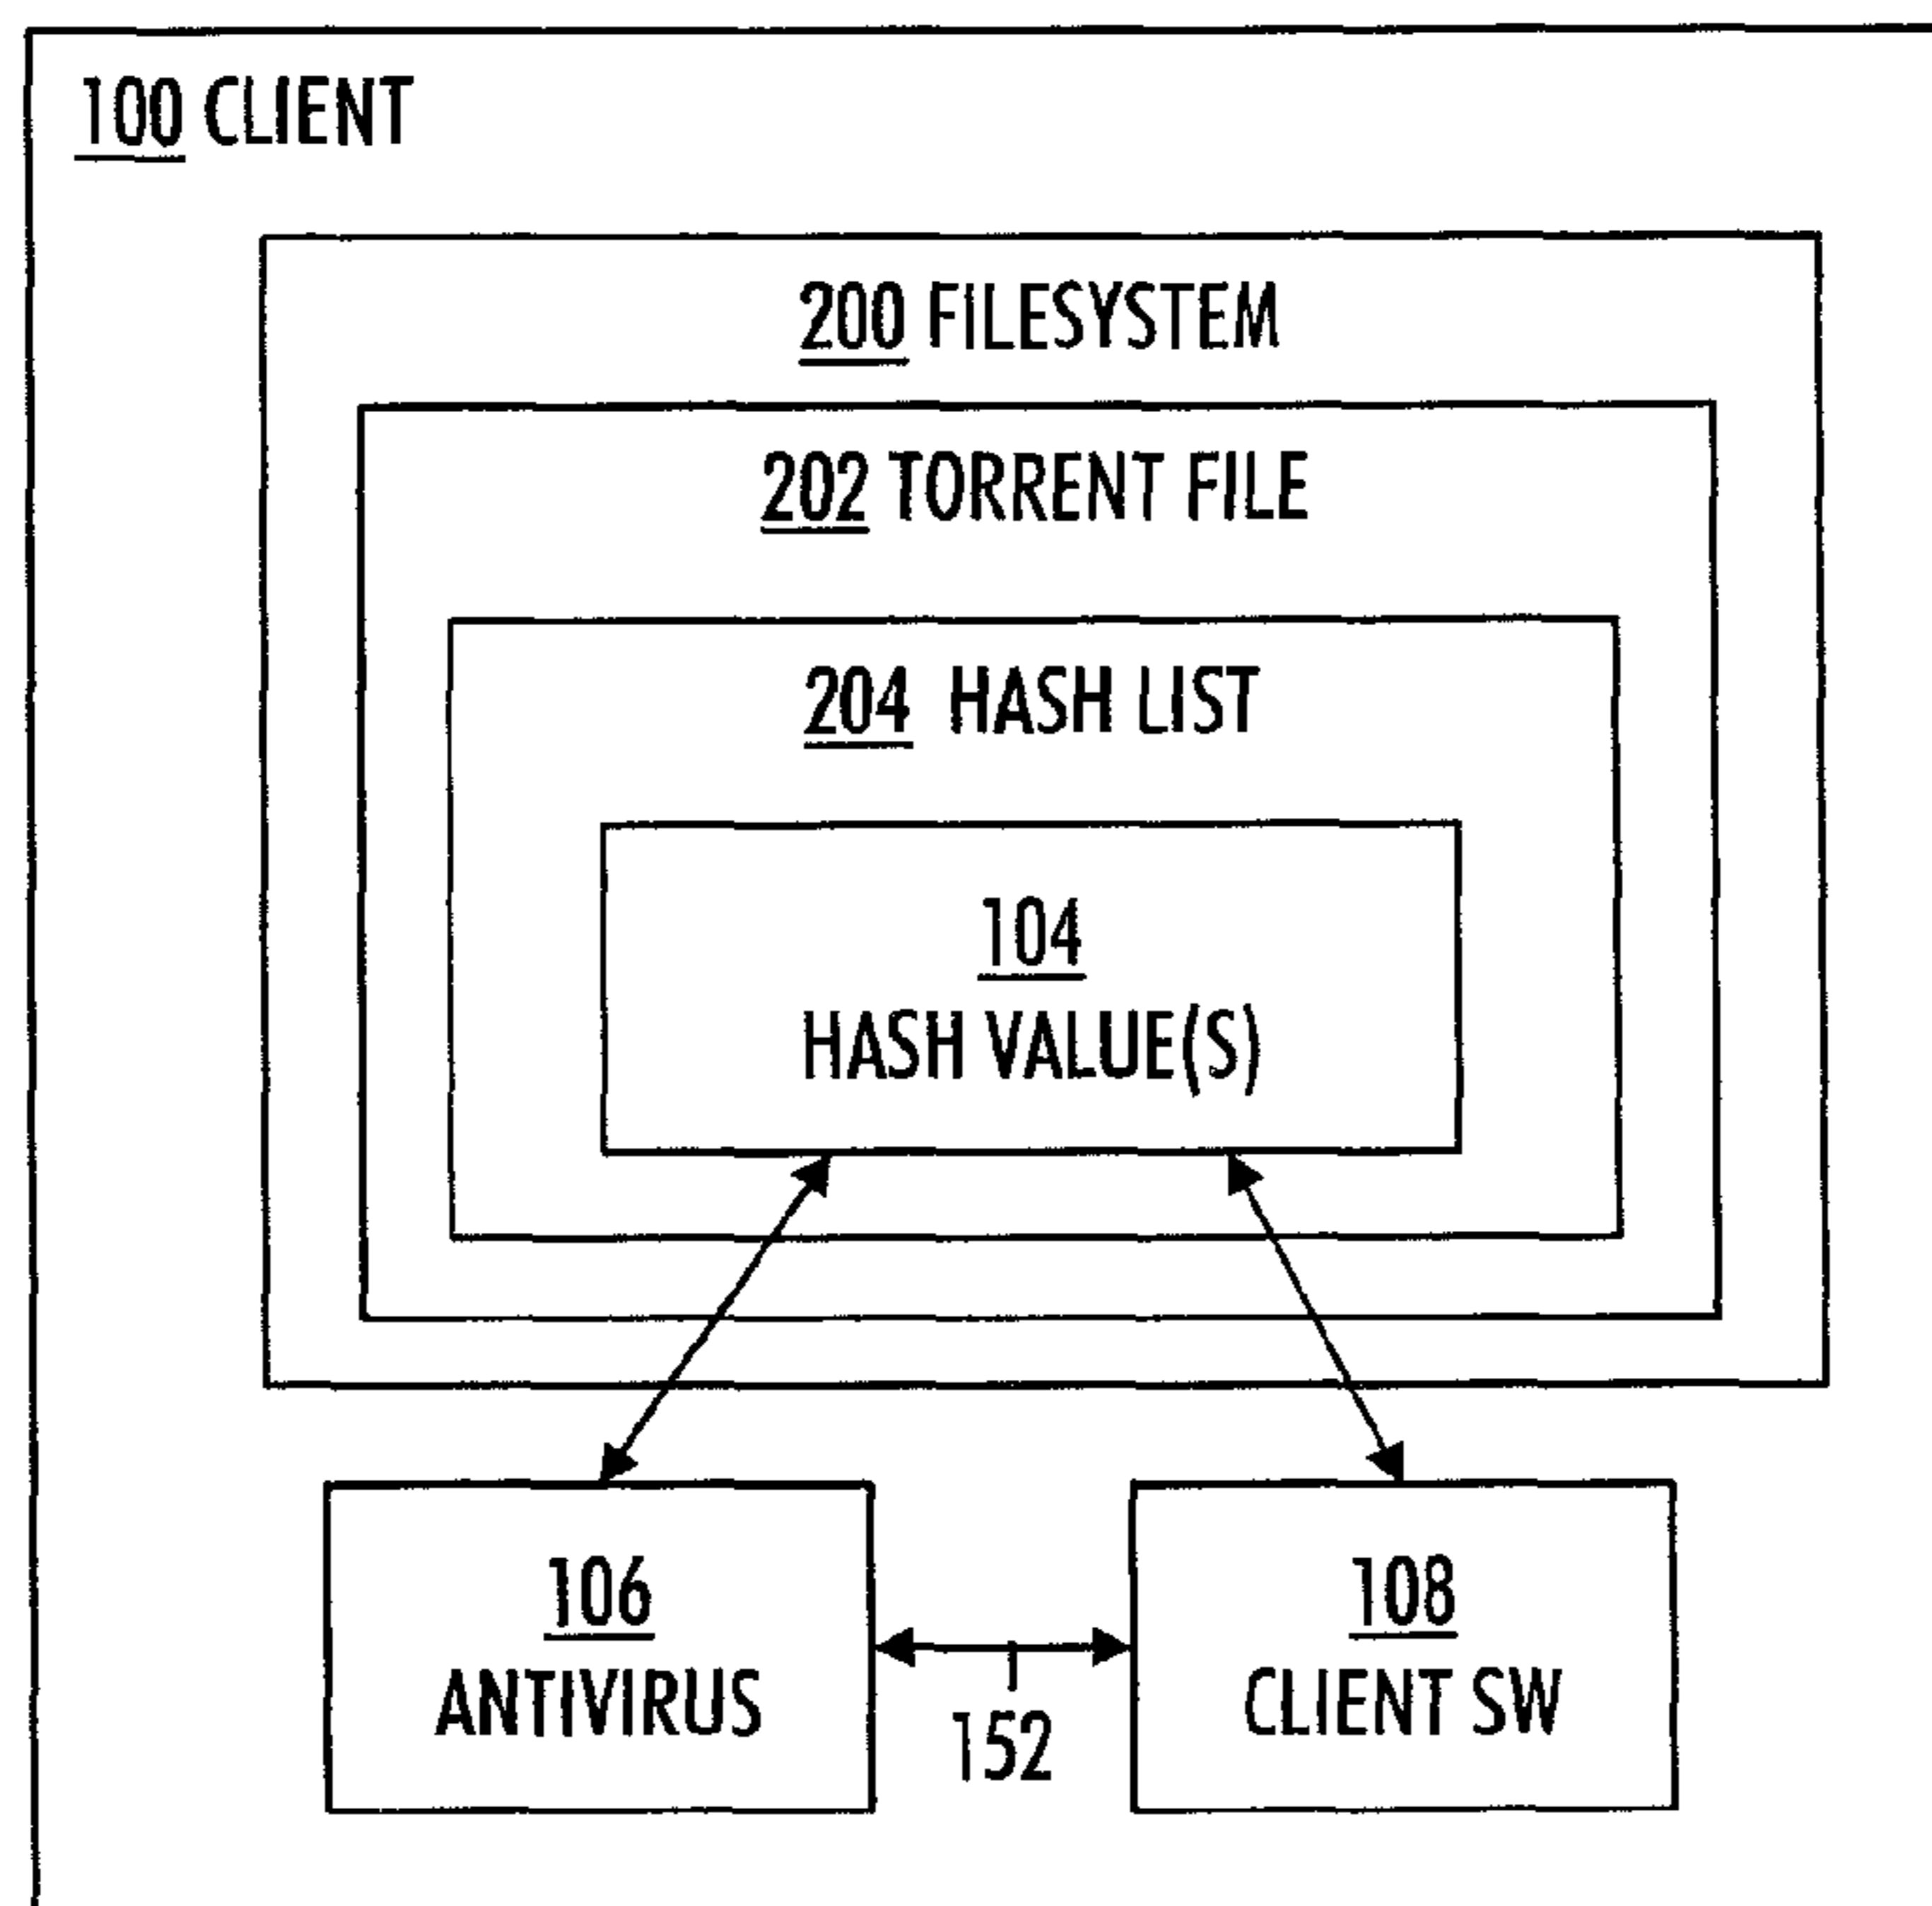 100 CLIENT
200 FILESYSTEM
202 TORRENT FILE
204 HASH LIST
104
HASH VALUE(S)
106
ANTIVIRUS
152
108
CLIENT SW